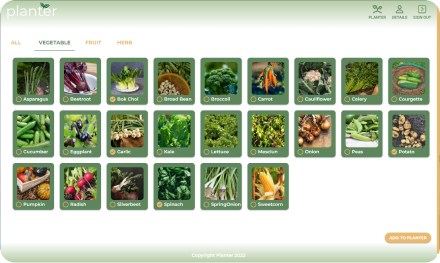 planter
PLANTER DETAILS SIGN OUT
ALL VEGETABLE FRUIT HERB
Asparagus Beetroot Bok Choi Broad Been Broccoli Carrot Cauliflower Celery Courgette
Cucumber Eggplant Garlic Kale Lettuce Mesclun Onion Peas Potato
Pumpkin Radish Silverbeet Spinach SpringOnion Sweetcorn
ADD TO PLANTER
Copyright Planter 2022